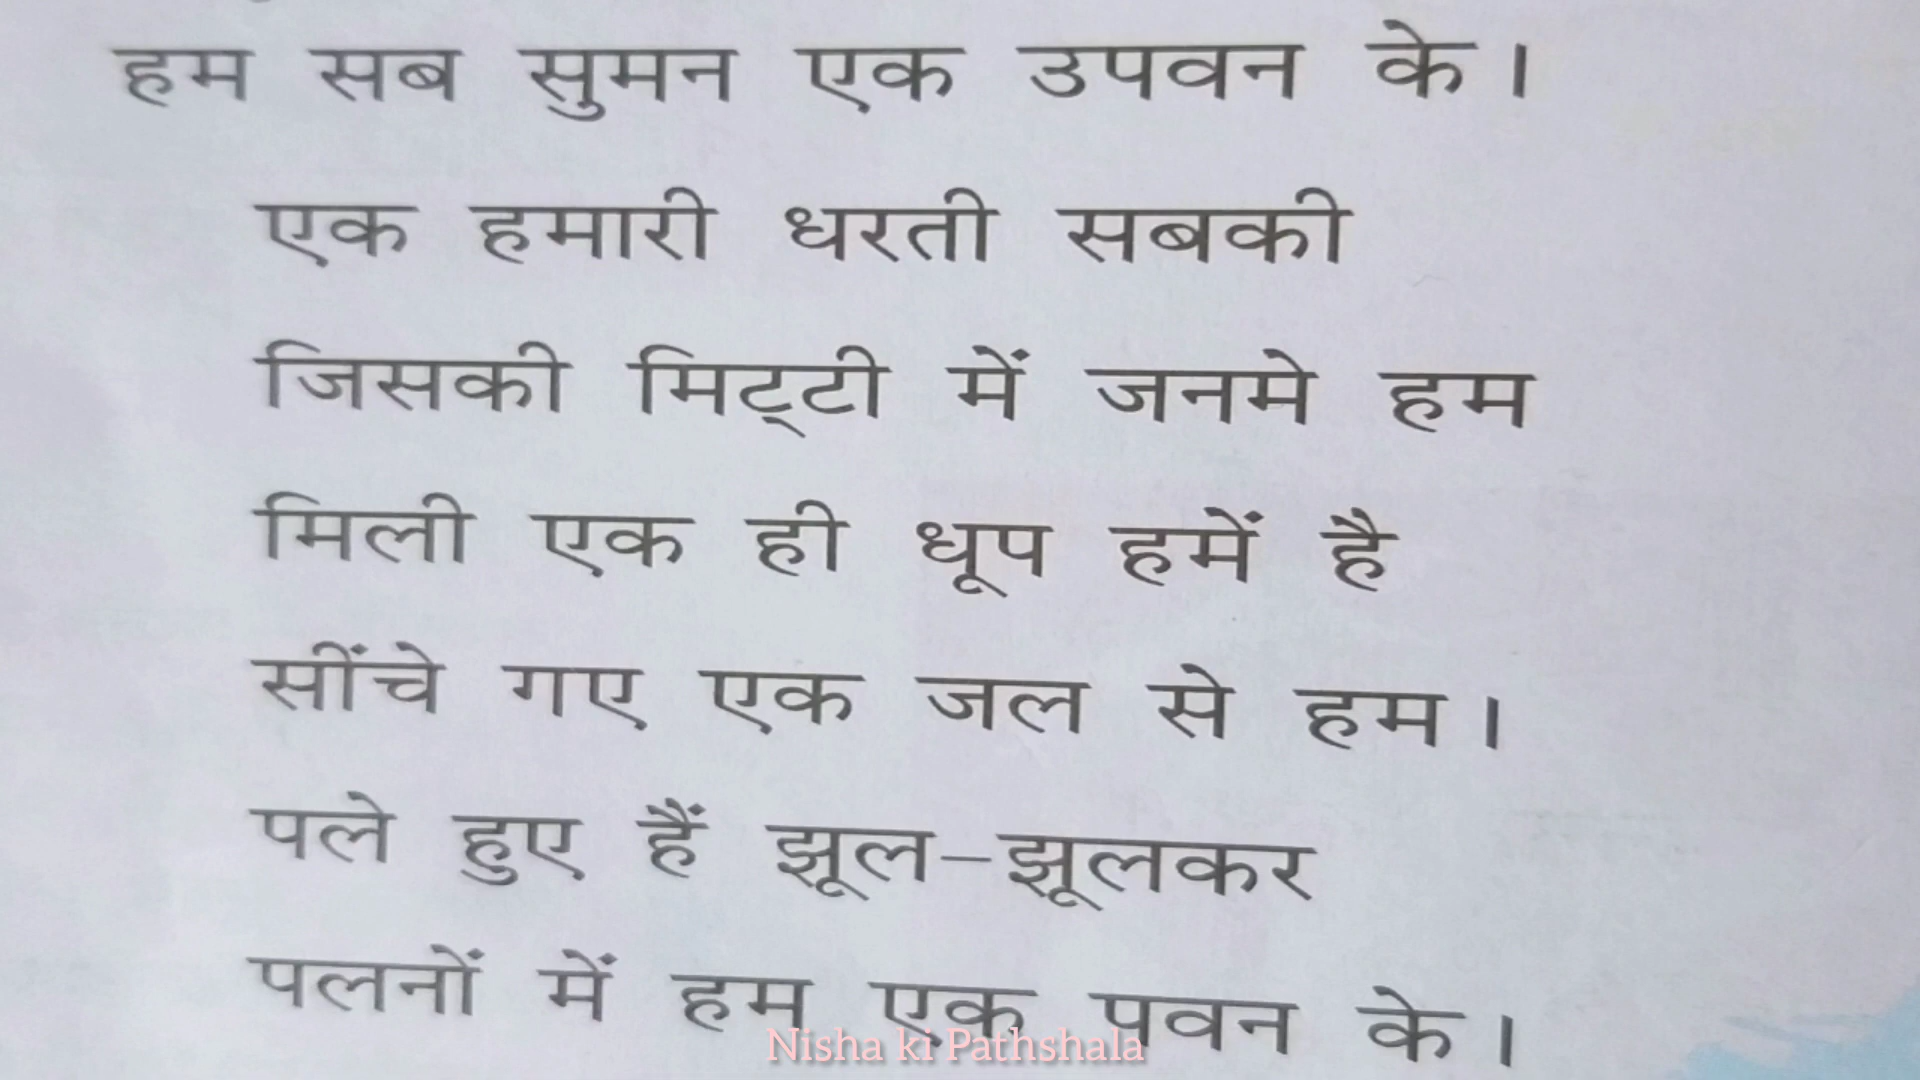 हम सब सुमन एक उपवन के।
एक हमारी धरती सबकी
जिसकी मिट्‌टी में जनमे हम
मिली एक ही धूप हमें है
सींचे गए एक जल से हम।
पले हुए हैं झूल–झूलकर
पलनों में हम एक पवन के।
Nisha ki Pathshala